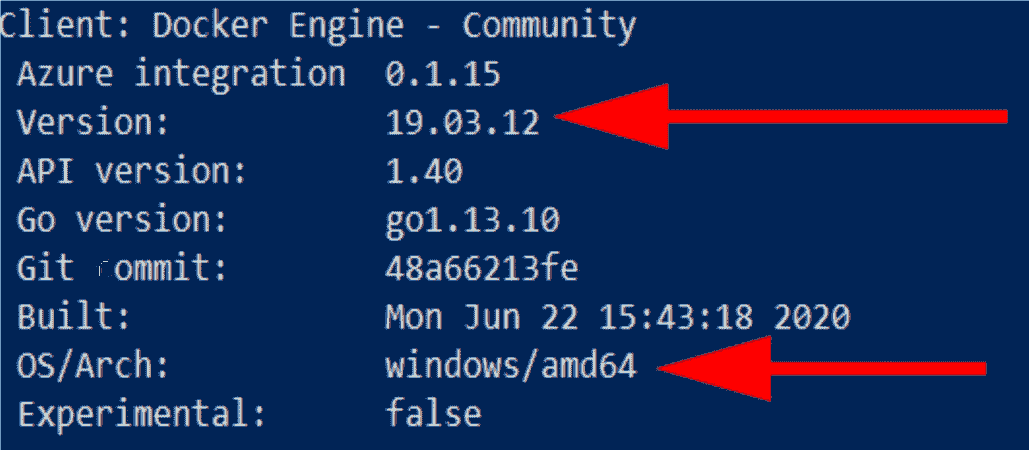 Client: Docker Engine - Community
Azure integration 0.1.15
Version: 19.03.12
API version: 1.40
Go version: go1.13.10
Git ommit: 48a66213fe
Built: Mon Jun 22 15:43:18 2020
OS/Arch: windows/amd64
Experimental: false